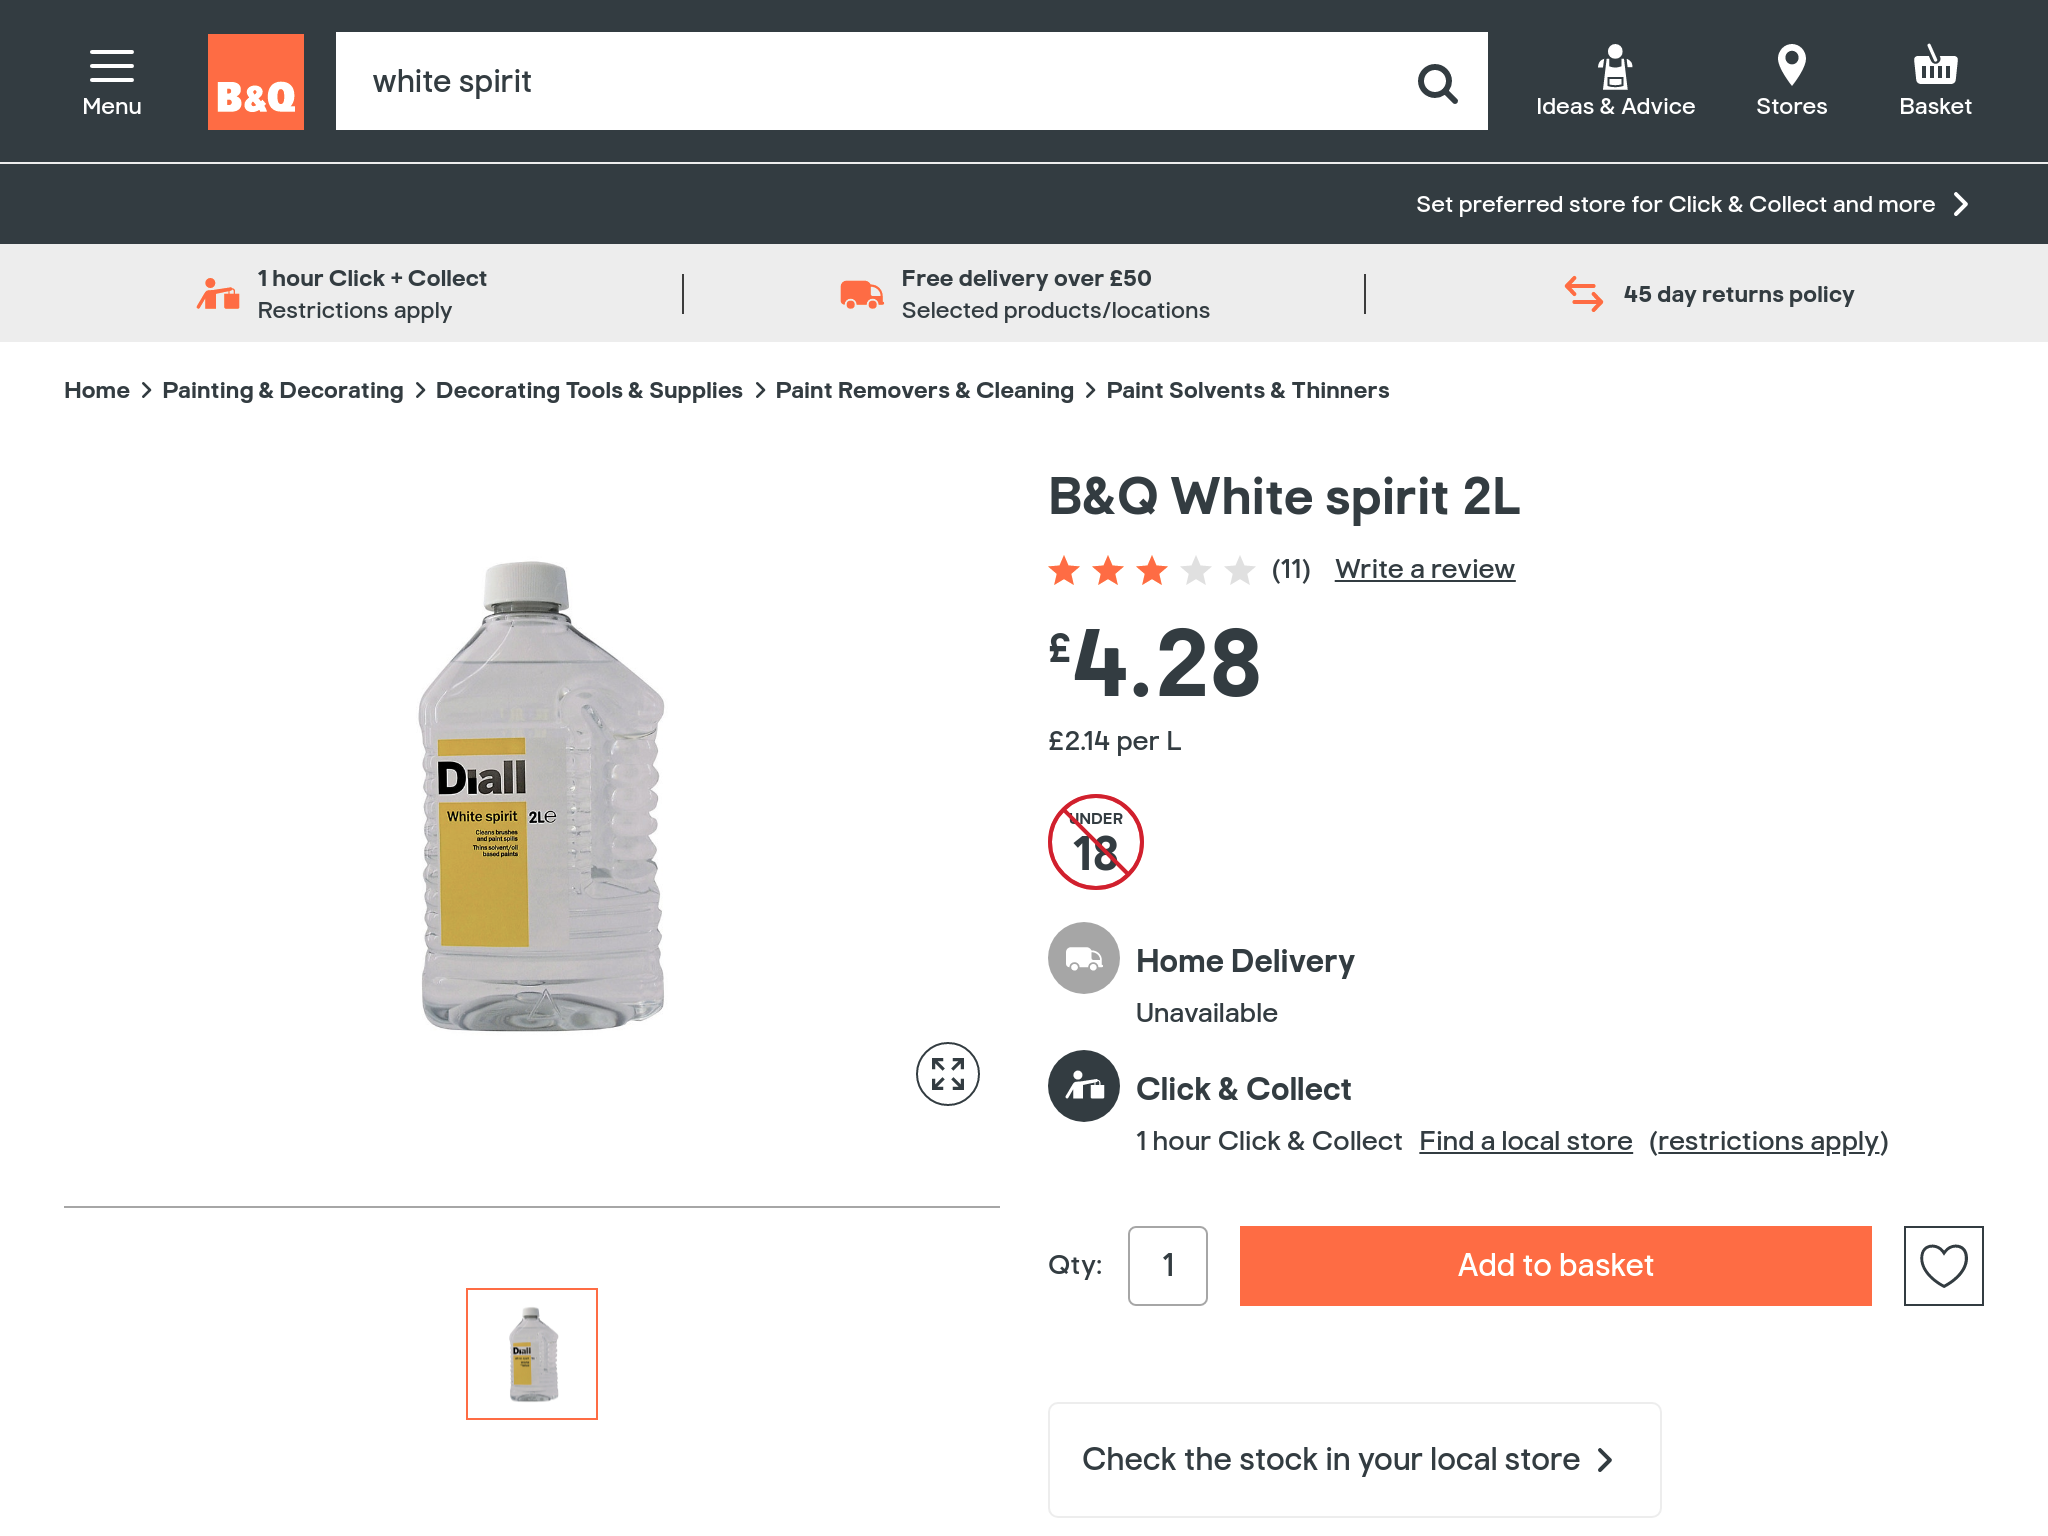 Menu
B&Q
white spirit
Ideas & Advice
Stores
Basket
Set preferred store for Click & Collect and more
1 hour Click + Collect
Restrictions apply
Free delivery over £50
Selected products/locations
45 day returns policy
Home
Painting & Decorating
Decorating Tools & Supplies
Paint Removers & Cleaning
Paint Solvents & Thinners
B&Q White spirit 2L
(11) Write a review
£4.28
£2.14 per L
UNDER
18
Diall
White spirit 2L℮
Cleans brushes
and paint spills
Thins solvent/oil
based paints
Home Delivery
Unavailable
Click & Collect
1 hour Click & Collect Find a local store (restrictions apply)
Qty: 1 Add to basket
Diall
Check the stock in your local store